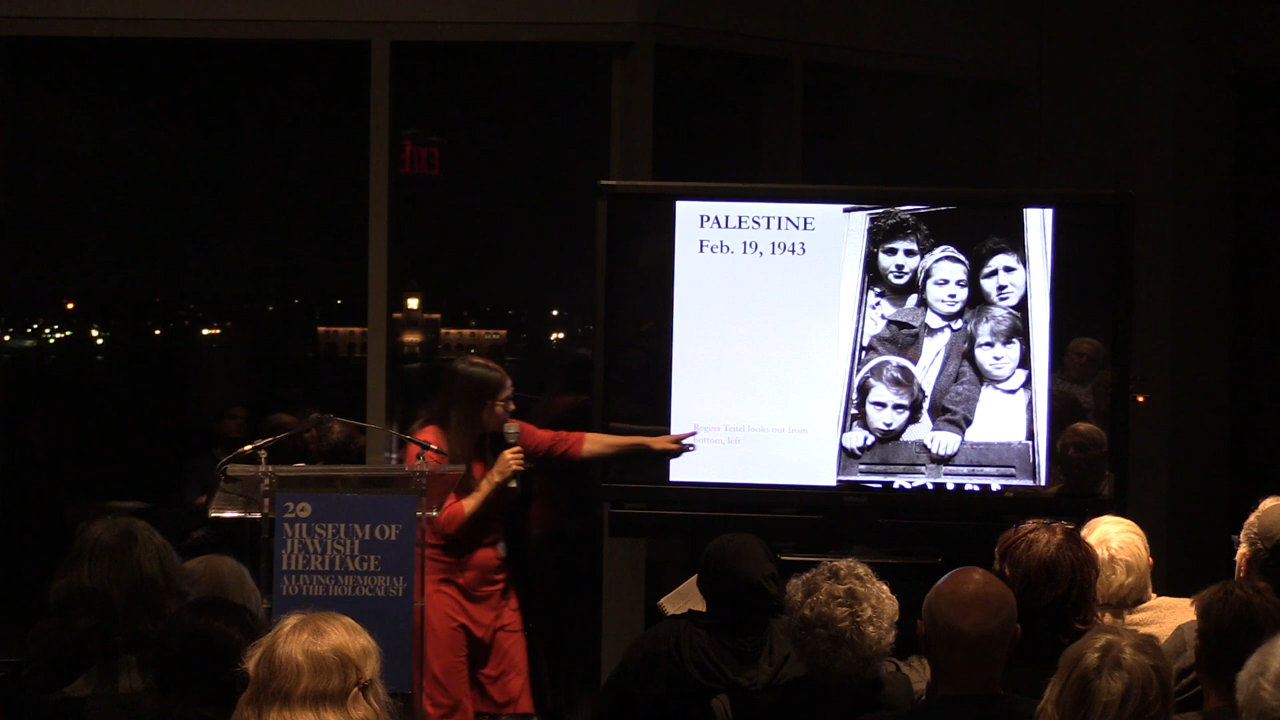 PALESTINE
Feb. 19, 1943
Regina Teitel looks out from
bottom, left
20
MUSEUM OF
JEWISH
HERITAGE
A LIVING MEMORIAL
TO THE HOLOCAUST